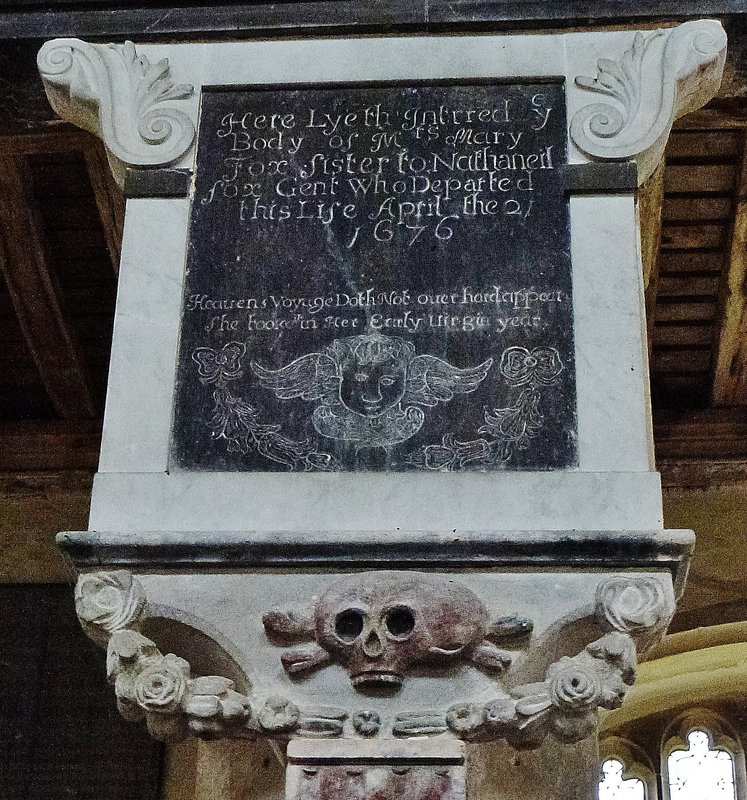 Here Lyeth Interred yᵉ
Body of Mʳˢ Mary
Fox Sister to Nathaneil
Fox Gent Who Departed
this Life April the 21
1676
Heavens Voyage Doth Not over hard appear
She took it in Her Early Virgin year